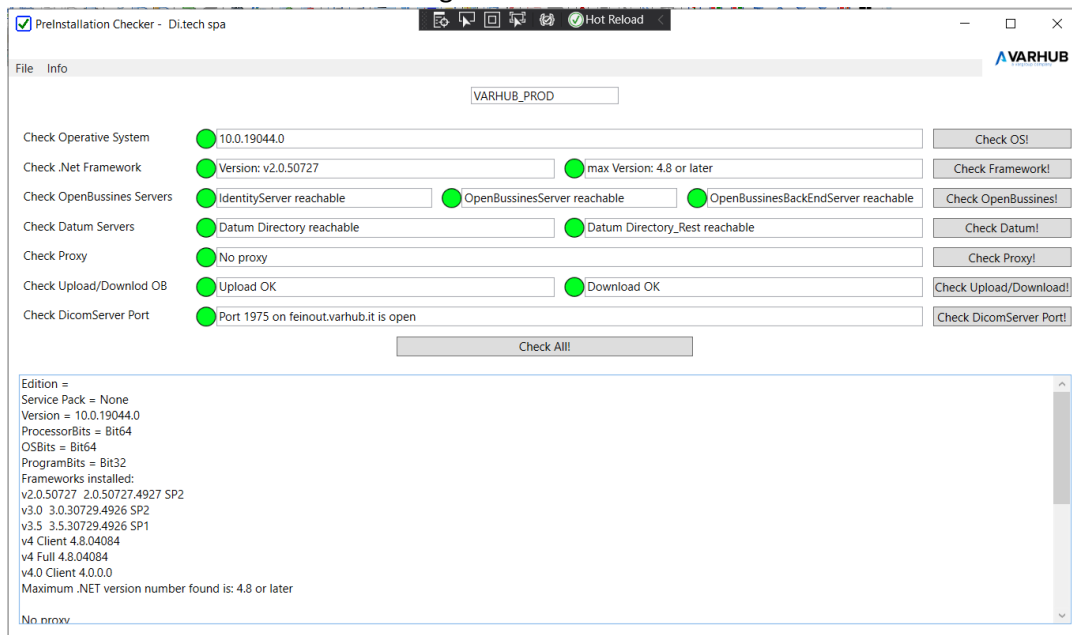 PreInstallation Checker - Di.tech spa
Hot Reload
VARHUB
File Info
VARHUB_PROD
Check Operative System 10.0.19044.0 Check OS!
Check .Net Framework Version: v2.0.50727 max Version: 4.8 or later Check Framework!
Check OpenBussines Servers IdentityServer reachable OpenBussinesServer reachable OpenBussinesBackEndServer reachable Check OpenBussines!
Check Datum Servers Datum Directory reachable Datum Directory_Rest reachable Check Datum!
Check Proxy No proxy Check Proxy!
Check Upload/Downlod OB Upload OK Download OK Check Upload/Download!
Check DicomServer Port Port 1975 on feinout.varhub.it is open Check DicomServer Port!
Check All!
Edition =
Service Pack = None
Version = 10.0.19044.0
ProcessorBits = Bit64
OSBits = Bit64
ProgramBits = Bit32
Frameworks installed:
v2.0.50727 2.0.50727.4927 SP2
v3.0 3.0.30729.4926 SP2
v3.5 3.5.30729.4926 SP1
v4 Client 4.8.04084
v4 Full 4.8.04084
v4.0 Client 4.0.0.0
Maximum .NET version number found is: 4.8 or later
No proxy